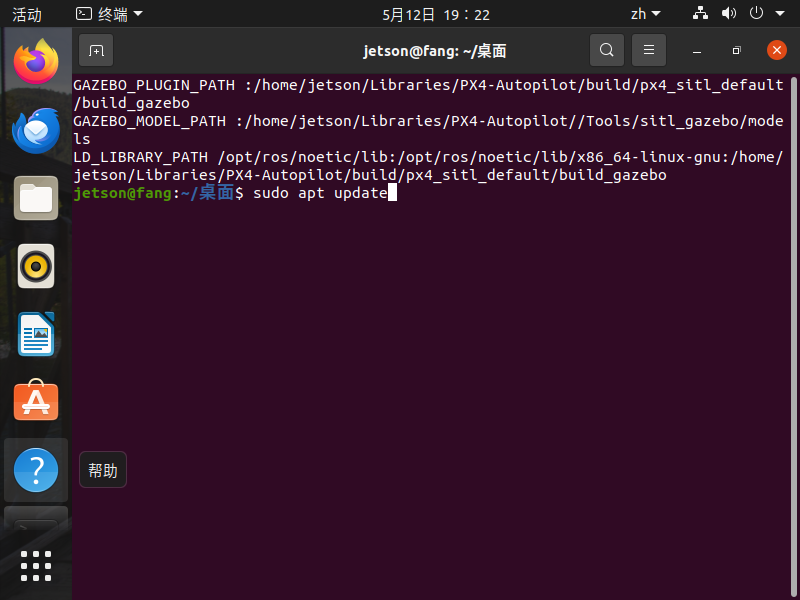 活动
终端
5月12日 19：22
zh
jetson@fang: ~/桌面
GAZEBO_PLUGIN_PATH :/home/jetson/Libraries/PX4-Autopilot/build/px4_sitl_default
/build_gazebo
GAZEBO_MODEL_PATH :/home/jetson/Libraries/PX4-Autopilot//Tools/sitl_gazebo/mode
ls
LD_LIBRARY_PATH /opt/ros/noetic/lib:/opt/ros/noetic/lib/x86_64-linux-gnu:/home/
jetson/Libraries/PX4-Autopilot/build/px4_sitl_default/build_gazebo
jetson@fang:~/桌面$ sudo apt update
帮助